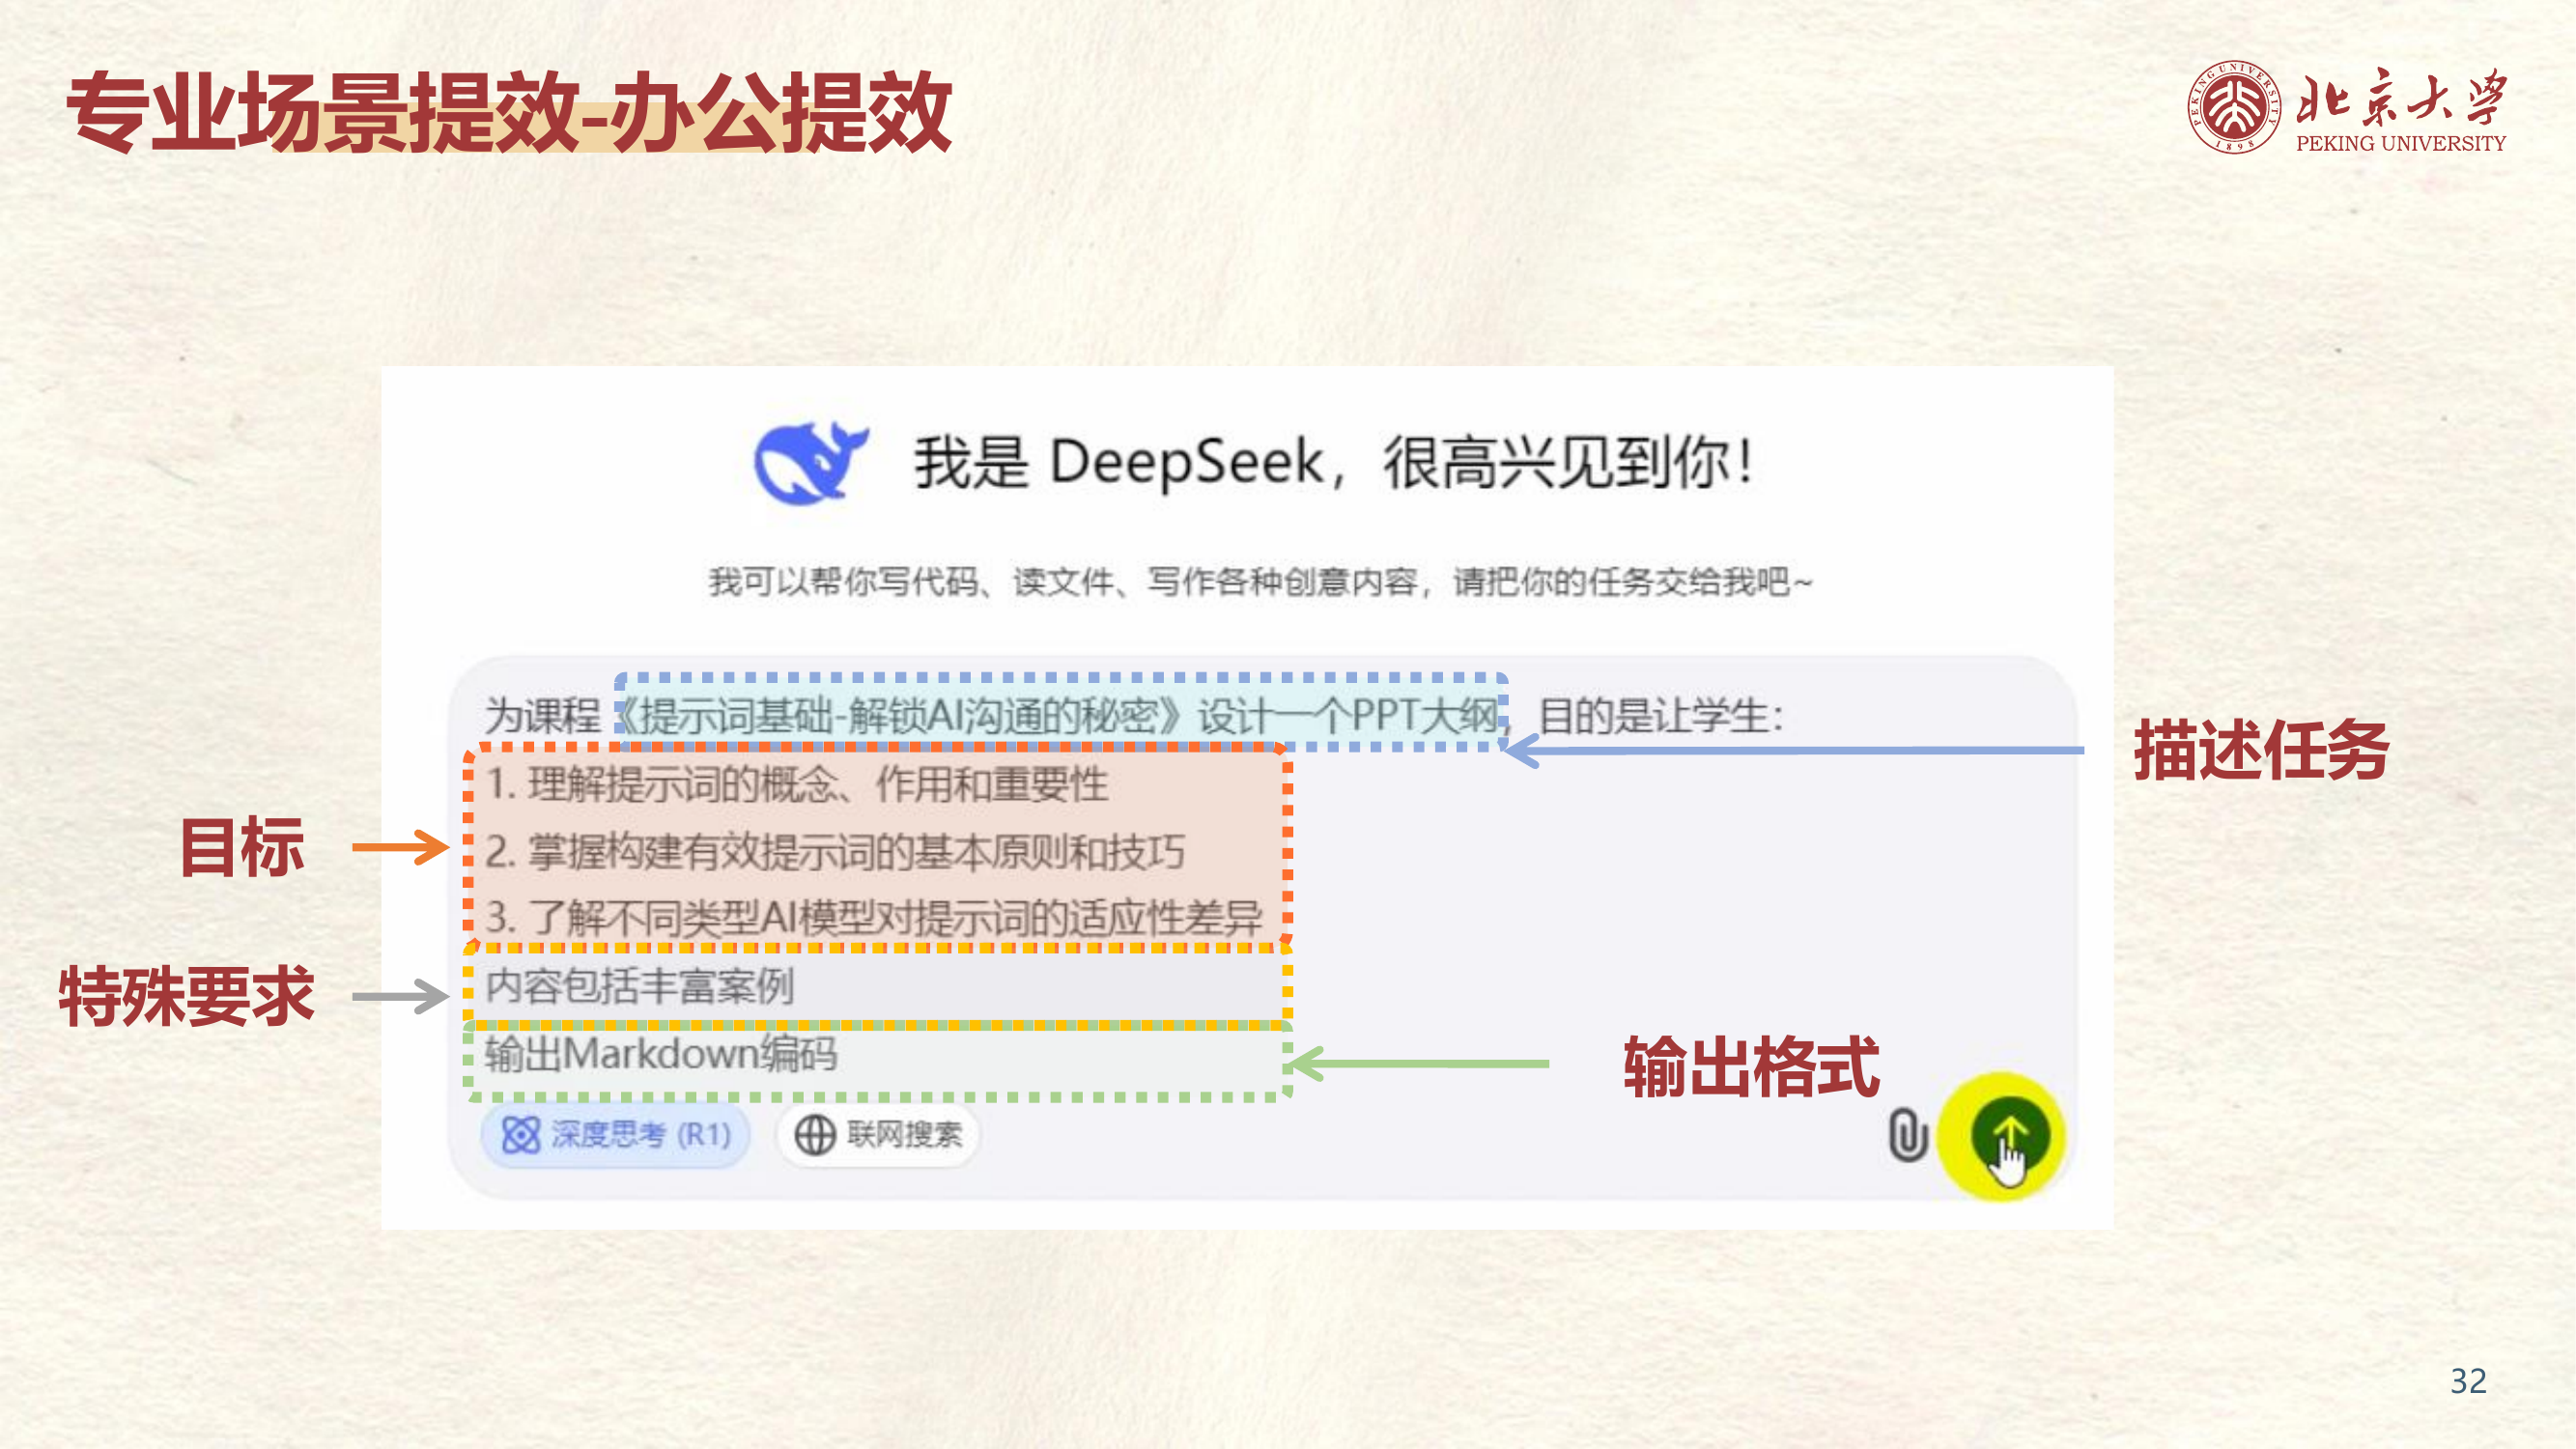 专业场景提效-办公提效
PEKING UNIVERSITY
1898
北京大学
PEKING UNIVERSITY
我是 DeepSeek，很高兴见到你！
我可以帮你写代码、读文件、写作各种创意内容，请把你的任务交给我吧~
为课程《提示词基础-解锁AI沟通的秘密》设计一个PPT大纲，目的是让学生：
描述任务
1. 理解提示词的概念、作用和重要性
目标
2. 掌握构建有效提示词的基本原则和技巧
3. 了解不同类型AI模型对提示词的适应性差异
特殊要求
内容包括丰富案例
输出Markdown编码
输出格式
深度思考 (R1)
联网搜索
32